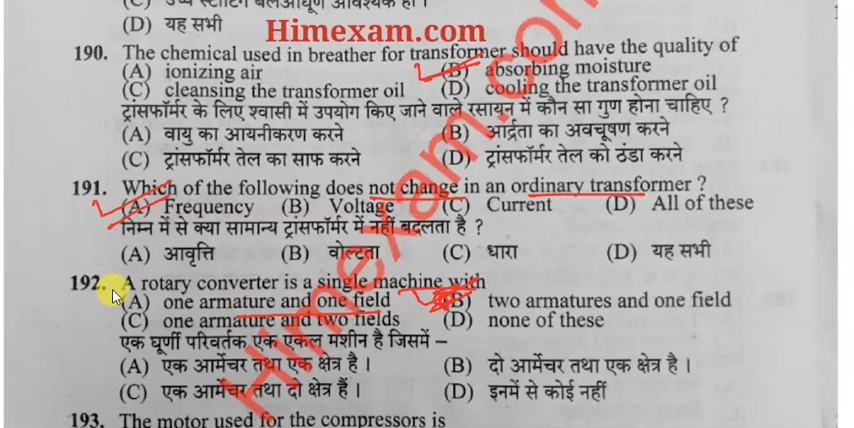 (D) यह सभी
Himexam.com
190. The chemical used in breather for transformer should have the quality of
(A) ionizing air (B) absorbing moisture
(C) cleansing the transformer oil (D) cooling the transformer oil
ट्रांसफॉर्मर के लिए श्वासी में उपयोग किए जाने वाले रसायन में कौन सा गुण होना चाहिए ?
(A) वायु का आयनीकरण करने (B) आर्द्रता का अवचूषण करने
(C) ट्रांसफॉर्मर तेल का साफ करने (D) ट्रांसफॉर्मर तेल को ठंडा करने
191. Which of the following does not change in an ordinary transformer ?
(A) Frequency (B) Voltage (C) Current (D) All of these
निम्न में से क्या सामान्य ट्रांसफॉर्मर में नहीं बदलता है ?
(A) आवृत्ति (B) वोल्टता (C) धारा (D) यह सभी
192. A rotary converter is a single machine with
(A) one armature and one field (B) two armatures and one field
(C) one armature and two fields (D) none of these
एक घूर्णी परिवर्तक एक एकल मशीन है जिसमें –
(A) एक आर्मेचर तथा एक क्षेत्र है । (B) दो आर्मेचर तथा एक क्षेत्र है ।
(C) एक आर्मेचर तथा दो क्षेत्र हैं । (D) इनमें से कोई नहीं
193. The motor used for the compressors is
Himexam.com